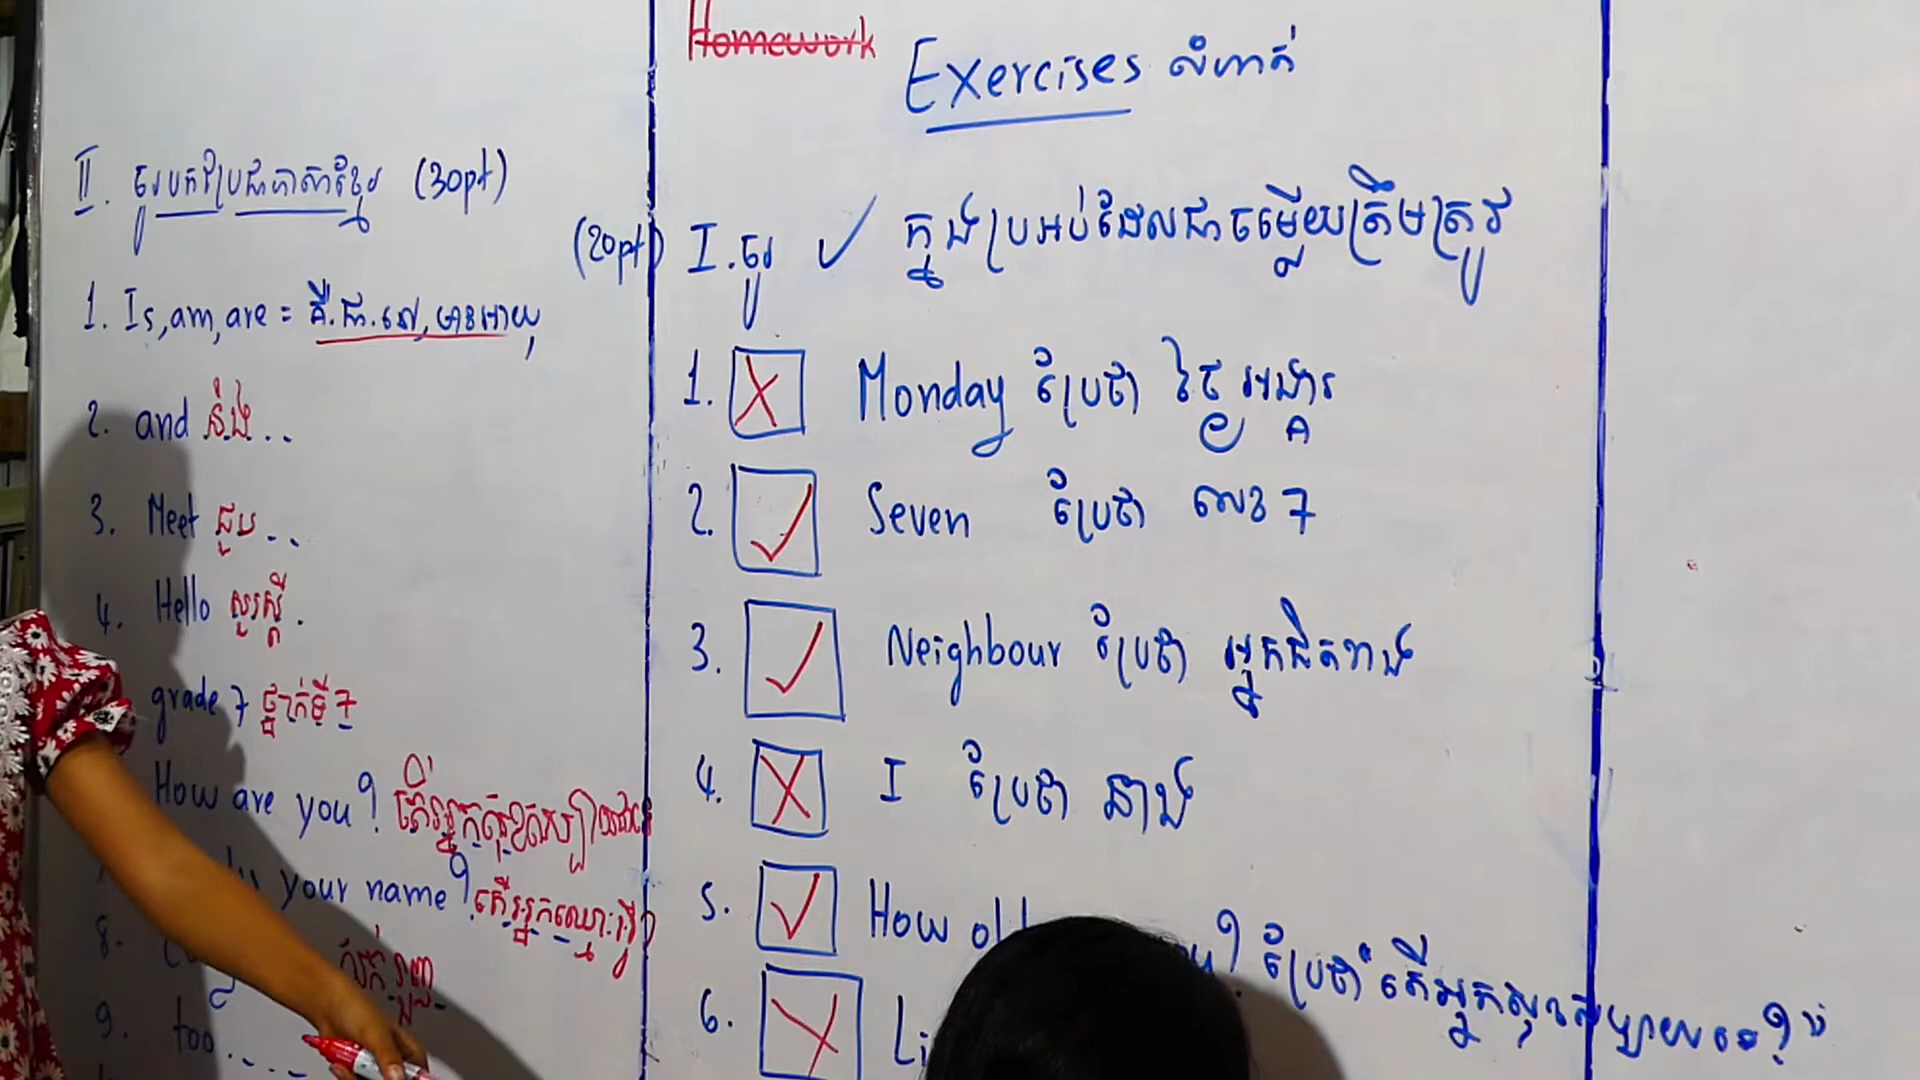 Homework
Exercises លំហាត់
II. ចូរបកប្រែជាភាសាខ្មែរ (30pt)
1. Is, am, are = គឺ.ជា.នៅ, មានអាយុ
2. and និង...
3. Meet ជួប...
4. Hello សួរស្តី.
grade 7 ថ្នាក់ទី 7
How are you? តើអ្នកសុខសប្បាយជាទេ
your name? តើអ្នកឈ្មោះអ្វី?
8.
9. too....
(20pt) I. ចូរ ✓ ក្នុងប្រអប់ដែលជាចម្លើយត្រឹមត្រូវ
1. X Monday ប្រែថា ថ្ងៃអង្គារ
2. ✓ Seven ប្រែថា លេខ 7
3. ✓ Neighbour ប្រែថា អ្នកជិតខាង
4. X I ប្រែថា នាង
5. ✓ How ? ប្រែថា "តើអ្នកសុខសប្បាយទេ?"
6. X Li